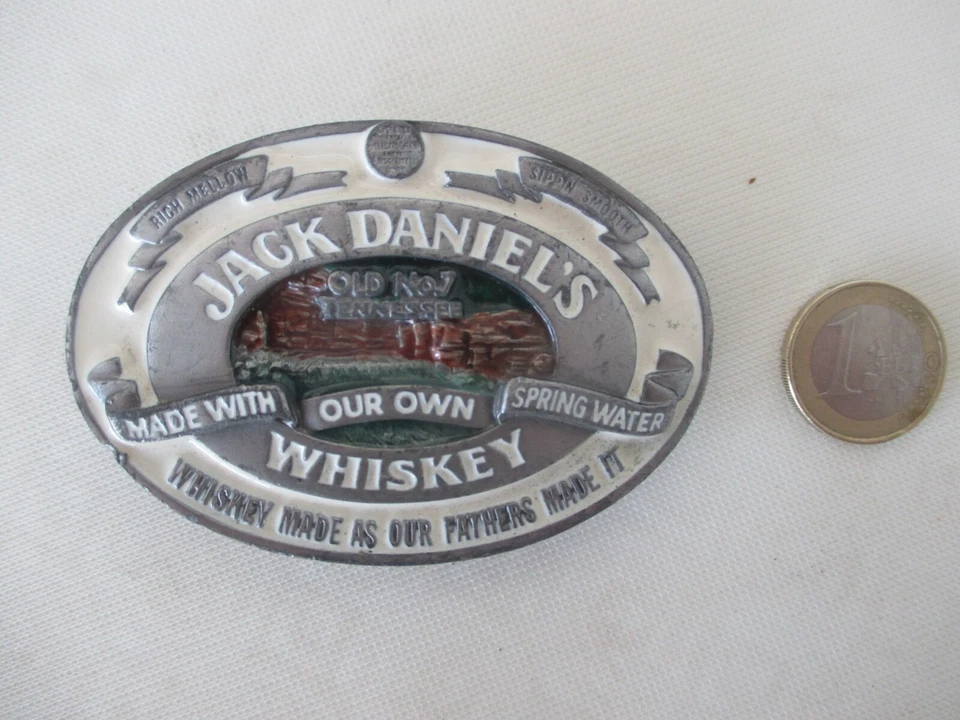 RICH MELLOW
SIPPIN SMOOTH
JACK DANIEL'S
OLD No.7
TENNESSEE
MADE WITH OUR OWN SPRING WATER
WHISKEY
WHISKEY MADE AS OUR FATHERS MADE IT
1